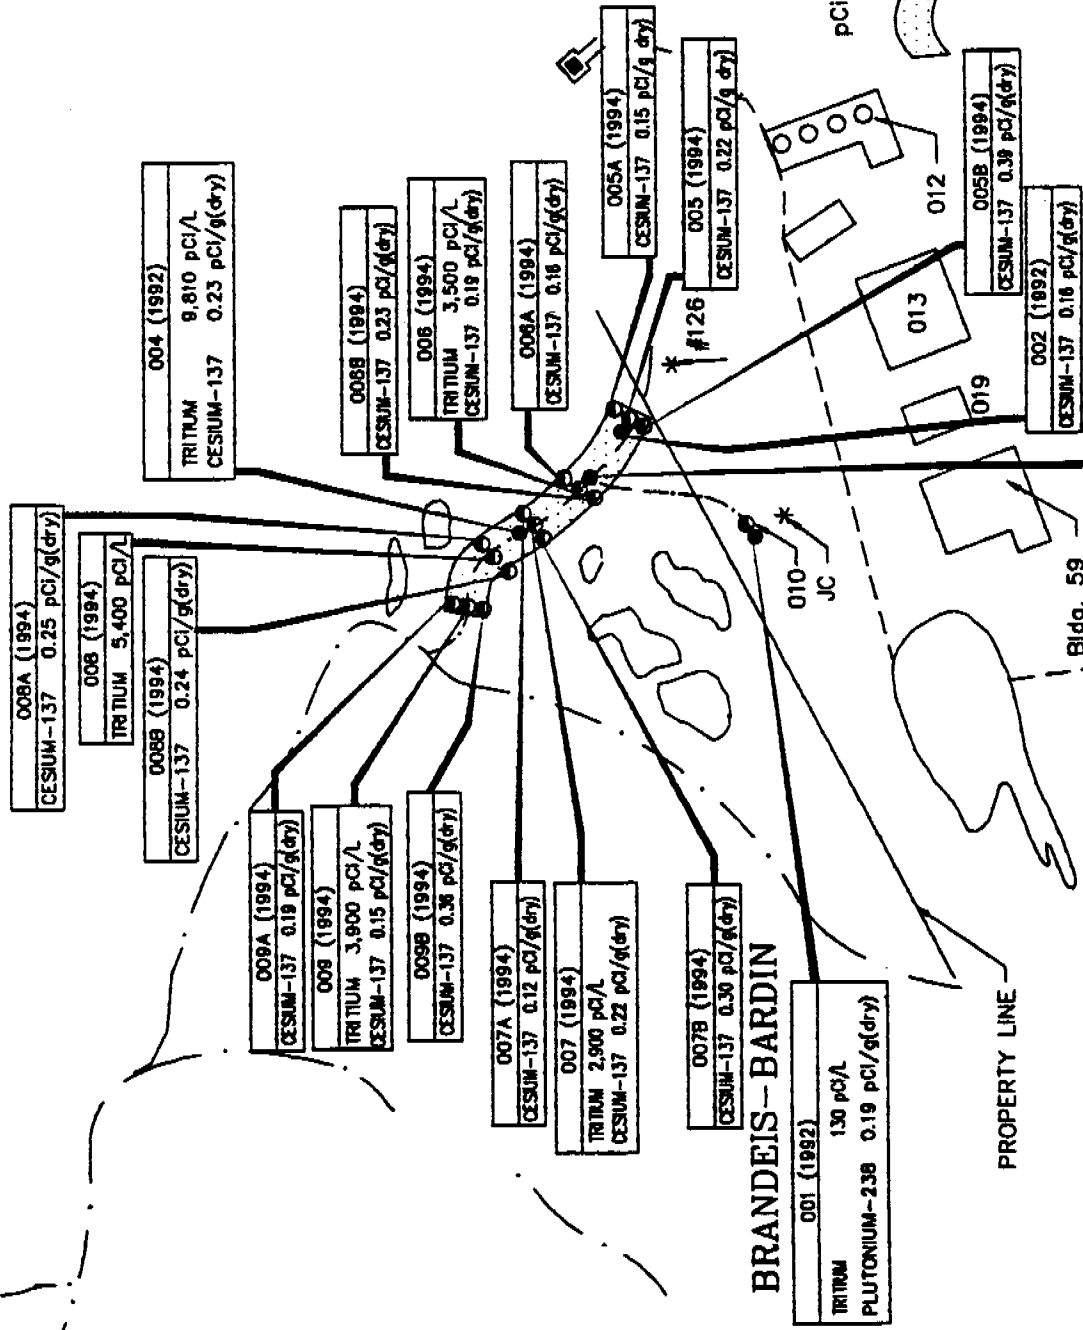 008A (1994)
CESIUM-137 0.25 pCi/g(dry)
008 (1994)
TRITIUM 5,400 pCi/L
008B (1994)
CESIUM-137 0.24 pCi/g(dry)
004 (1992)
TRITIUM 9,810 pCi/L
CESIUM-137 0.23 pCi/g(dry)
006B (1994)
CESIUM-137 0.23 pCi/g(dry)
006 (1994)
TRITIUM 3,500 pCi/L
CESIUM-137 0.19 pCi/g(dry)
006A (1994)
CESIUM-137 0.16 pCi/g(dry)
005A (1994)
CESIUM-137 0.15 pCi/g dry)
005 (1994)
CESIUM-137 0.22 pCi/g dry)
005B (1994)
CESIUM-137 0.39 pCi/g(dry)
002 (1992)
CESIUM-137 0.16 pCi/g(dry)
009A (1994)
CESIUM-137 0.19 pCi/g(dry)
009 (1994)
TRITIUM 3,900 pCi/L
CESIUM-137 0.15 pCi/g(dry)
009B (1994)
CESIUM-137 0.36 pCi/g(dry)
007A (1994)
CESIUM-137 0.12 pCi/g(dry)
007 (1994)
TRITIUM 2,900 pCi/L
CESIUM-137 0.22 pCi/g(dry)
007B (1994)
CESIUM-137 0.30 pCi/g(dry)
BRANDEIS-BARDIN
001 (1992)
TRITIUM 130 pCi/L
PLUTONIUM-238 0.19 pCi/g(dry)
PROPERTY LINE
#126
010
JC
012
013
019
Bldg. 59
pCi